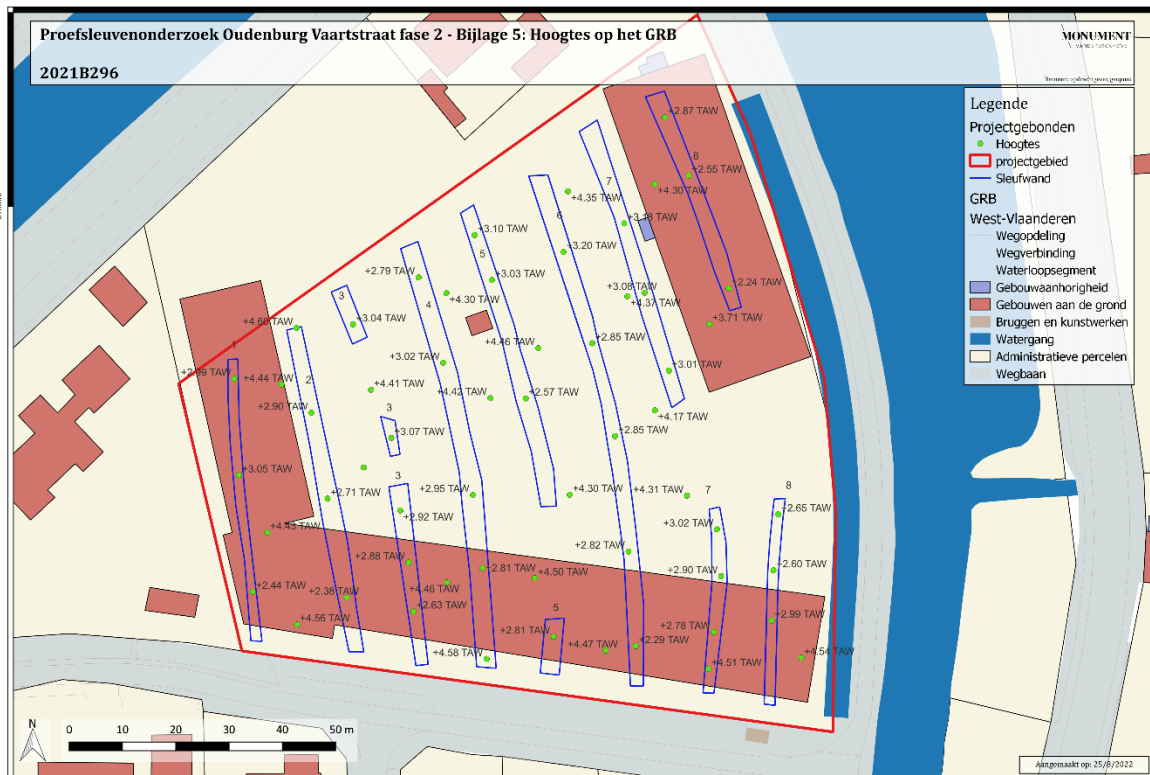 Proefsleuvenonderzoek Oudenburg Vaartstraat fase 2 - Bijlage 5: Hoogtes op het GRB
2021B296
MONUMENT
Legende
Projectgebonden
Hoogtes
projectgebied
Sleufwand
GRB
West-Vlaanderen
Wegopdeling
Wegverbinding
Waterloopsegment
Gebouwaanhorigheid
Gebouwen aan de grond
Bruggen en kunstwerken
Watergang
Administratieve percelen
Wegbaan
+2.87 TAW
8
+2.55 TAW
7
+4.30 TAW
+4.35 TAW
6
+3.18 TAW
+3.10 TAW
5
+3.20 TAW
+3.03 TAW
+2.79 TAW
4
+4.30 TAW
+3.08 TAW
+4.37 TAW
+2.24 TAW
3
+3.04 TAW
+3.71 TAW
+4.60 TAW
+4.46 TAW
+2.85 TAW
1
+3.02 TAW
+3.01 TAW
+2.99 TAW
+4.44 TAW
2
+4.41 TAW
+4.42 TAW
+2.57 TAW
+2.90 TAW
3
+4.17 TAW
+3.07 TAW
+2.85 TAW
+3.05 TAW
3
+2.71 TAW
+2.95 TAW
+4.30 TAW
+4.31 TAW
7
8
+2.92 TAW
+2.65 TAW
+3.02 TAW
+4.45 TAW
+2.82 TAW
+2.88 TAW
+2.81 TAW
+4.50 TAW
+2.90 TAW
+2.60 TAW
+2.44 TAW
+2.38 TAW
+4.46 TAW
+2.63 TAW
5
+4.56 TAW
+2.81 TAW
+2.78 TAW
+2.99 TAW
+4.58 TAW
+4.47 TAW
+2.29 TAW
+4.51 TAW
+4.54 TAW
N
0 10 20 30 40 50 m
Aangemaakt op: 25/8/2022